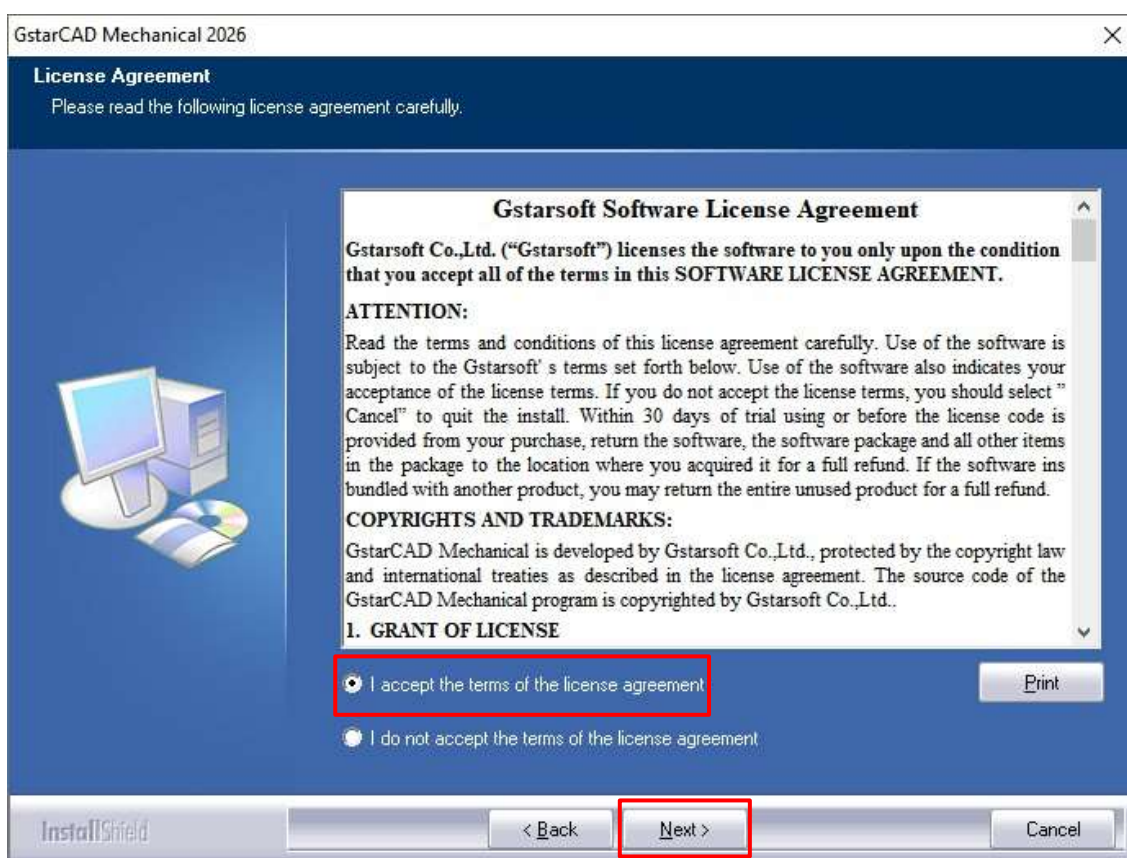 GstarCAD Mechanical 2026
License Agreement
Please read the following license agreement carefully.
Gstarsoft Software License Agreement
Gstarsoft Co.,Ltd. (“Gstarsoft”) licenses the software to you only upon the condition
that you accept all of the terms in this SOFTWARE LICENSE AGREEMENT.
ATTENTION:
Read the terms and conditions of this license agreement carefully. Use of the software is
subject to the Gstarsoft' s terms set forth below. Use of the software also indicates your
acceptance of the license terms. If you do not accept the license terms, you should select ”
Cancel” to quit the install. Within 30 days of trial using or before the license code is
provided from your purchase, return the software, the software package and all other items
in the package to the location where you acquired it for a full refund. If the software ins
bundled with another product, you may return the entire unused product for a full refund.
COPYRIGHTS AND TRADEMARKS:
GstarCAD Mechanical is developed by Gstarsoft Co.,Ltd., protected by the copyright law
and international treaties as described in the license agreement. The source code of the
GstarCAD Mechanical program is copyrighted by Gstarsoft Co.,Ltd..
1. GRANT OF LICENSE
I accept the terms of the license agreement
Print
I do not accept the terms of the license agreement
InstallShield
< Back
Next >
Cancel